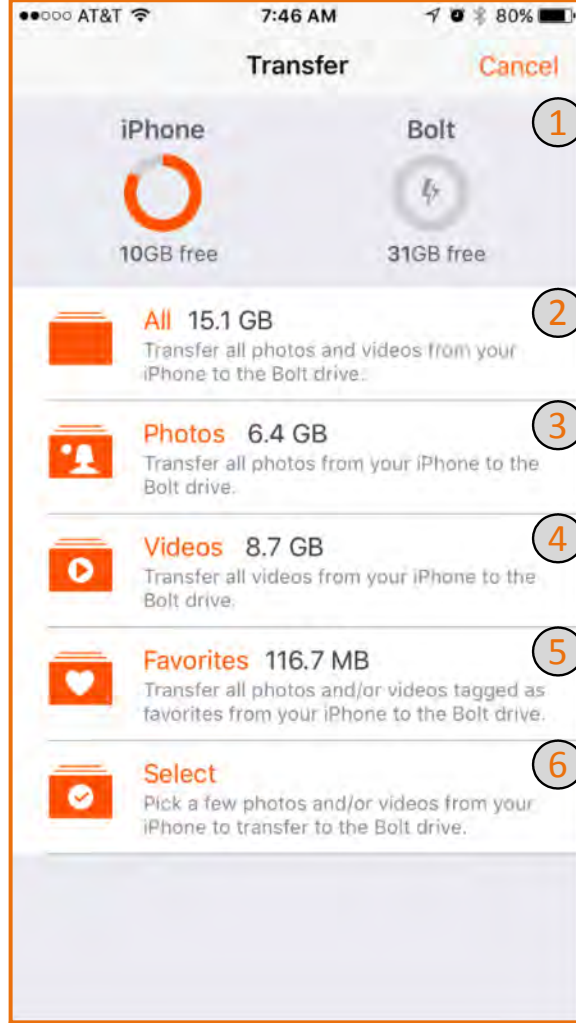 AT&T 7:46 AM 80%
Transfer Cancel
iPhone Bolt 1
10GB free 31GB free
All 15.1 GB 2
Transfer all photos and videos from your
iPhone to the Bolt drive.
Photos 6.4 GB 3
Transfer all photos from your iPhone to the
Bolt drive.
Videos 8.7 GB 4
Transfer all videos from your iPhone to the
Bolt drive.
Favorites 116.7 MB 5
Transfer all photos and/or videos tagged as
favorites from your iPhone to the Bolt drive.
Select 6
Pick a few photos and/or videos from your
iPhone to transfer to the Bolt drive.